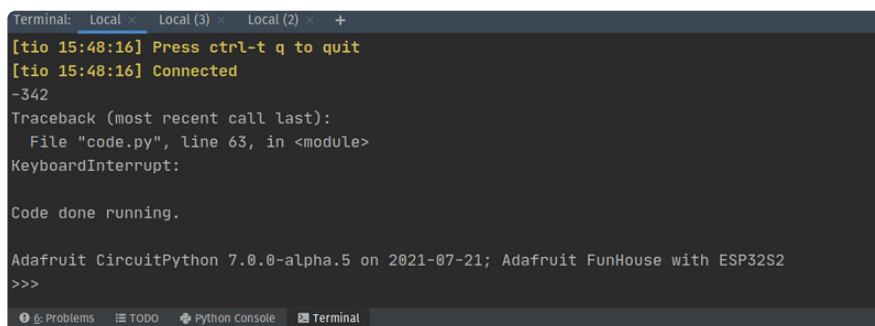 Terminal: Local × Local (3) × Local (2) × +
[tio 15:48:16] Press ctrl-t q to quit
[tio 15:48:16] Connected
-342
Traceback (most recent call last):
  File "code.py", line 63, in <module>
KeyboardInterrupt:
Code done running.
Adafruit CircuitPython 7.0.0-alpha.5 on 2021-07-21; Adafruit FunHouse with ESP32S2
>>>
6: Problems TODO Python Console Terminal